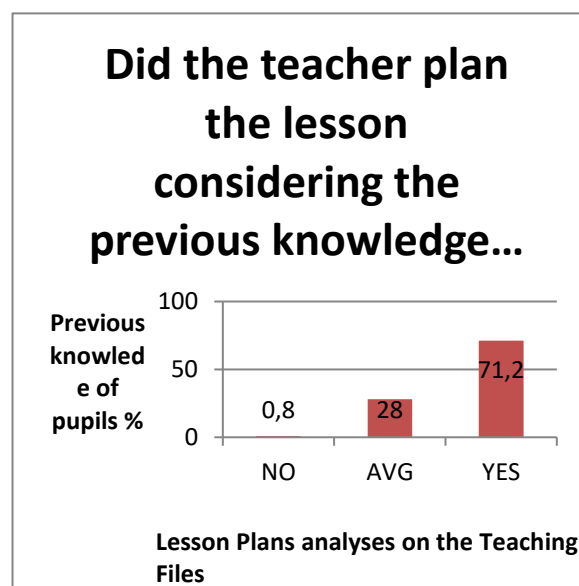 Did the teacher plan
the lesson
considering the
previous knowledge...
Previous
knowled
e of
pupils %
100
50
0
0,8
28
71,2
NO AVG YES
Lesson Plans analyses on the Teaching
Files